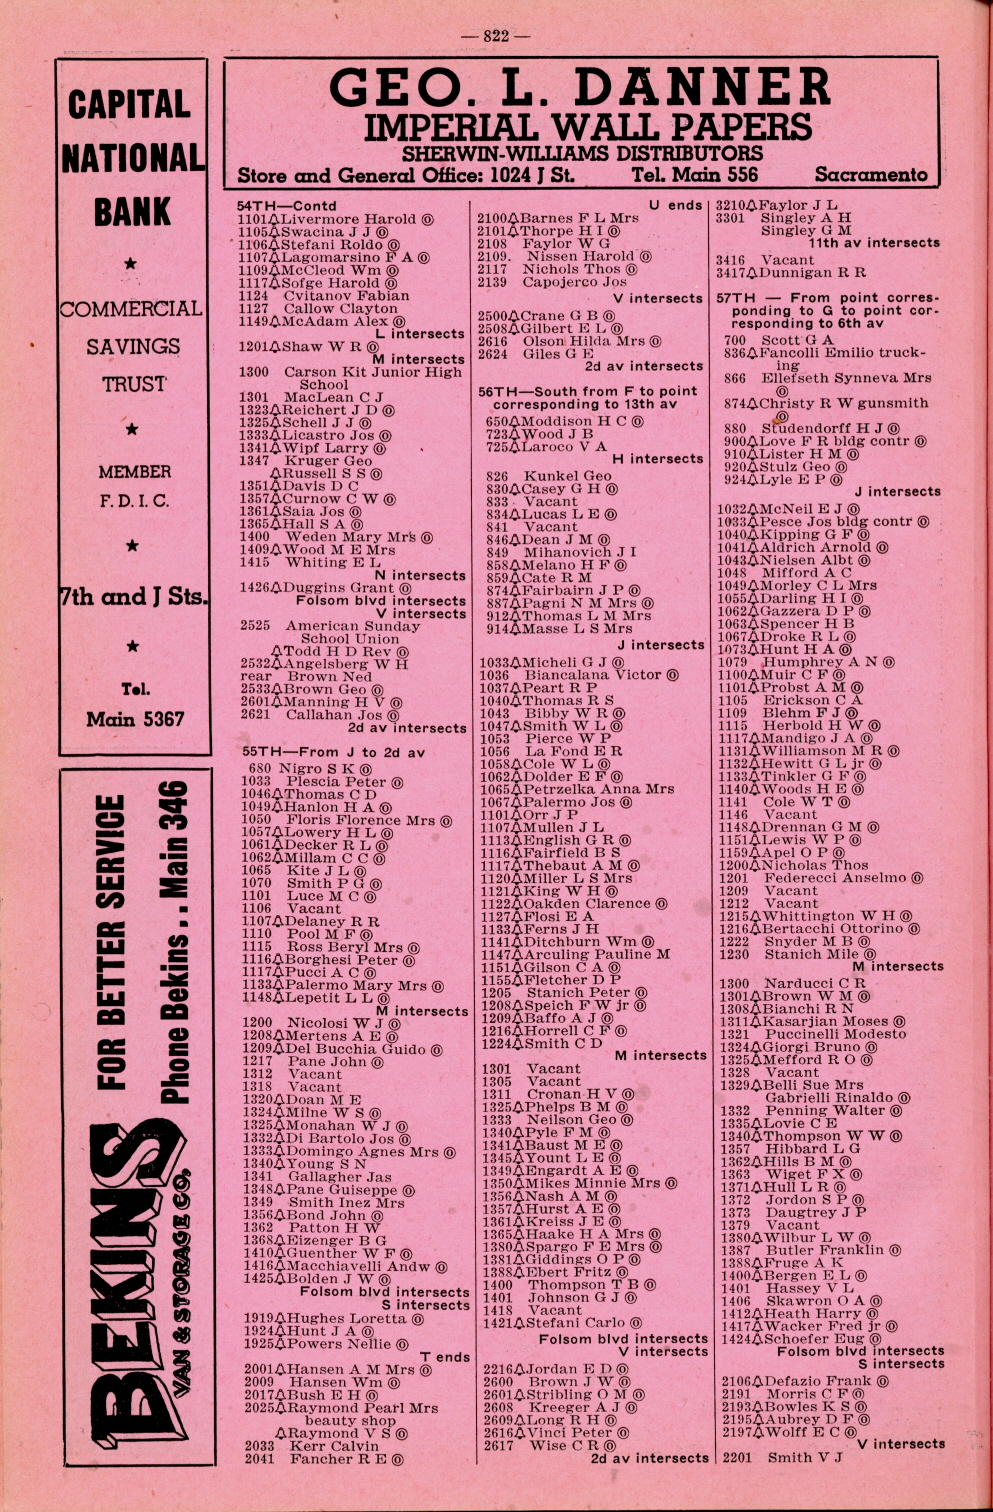 — 822 —
CAPITAL
NATIONAL
BANK
★
COMMERCIAL
SAVINGS
TRUST
★
MEMBER
F. D. I. C.
★
7th and J Sts.
★
Tel.
Main 5367
FOR BETTER SERVICE
Phone Bekins . . Main 346
BEKINS
VAN & STORAGE CO.
GEO. L. DANNER
IMPERIAL WALL PAPERS
SHERWIN-WILLIAMS DISTRIBUTORS
Store and General Office: 1024 J St. Tel. Main 556 Sacramento
54TH—Contd
1101△Livermore Harold ⓞ
1105△Swacina J J ⓞ
1106△Stefani Roldo ⓞ
1107△Lagomarsino F A ⓞ
1109△McCleod Wm ⓞ
1117△Sofge Harold ⓞ
1124 Cvitanov Fabian
1127 Callow Clayton
1149△McAdam Alex ⓞ
L intersects
1201△Shaw W R ⓞ
M intersects
1300 Carson Kit Junior High
School
1301 MacLean C J
1323△Reichert J D ⓞ
1325△Schell J J ⓞ
1333△Licastro Jos ⓞ
1341△Wipf Larry ⓞ
1347 Kruger Geo
△Russell S S ⓞ
1351△Davis D C
1357△Curnow C W ⓞ
1361△Saia Jos ⓞ
1365△Hall S A ⓞ
1400 Weden Mary Mrs ⓞ
1409△Wood M E Mrs
1415 Whiting E L
N intersects
1426△Duggins Grant ⓞ
Folsom blvd intersects
V intersects
2525 American Sunday
School Union
△Todd H D Rev ⓞ
2532△Angelsberg W H
rear Brown Ned
2533△Brown Geo ⓞ
2601△Manning H V ⓞ
2621 Callahan Jos ⓞ
2d av intersects
55TH—From J to 2d av
680 Nigro S K ⓞ
1033 Plescia Peter ⓞ
1046△Thomas C D
1049△Hanlon H A ⓞ
1050 Floris Florence Mrs ⓞ
1057△Lowery H L ⓞ
1061△Decker R L ⓞ
1062△Millam C C ⓞ
1065 Kite J L ⓞ
1070 Smith P G ⓞ
1101 Luce M C ⓞ
1106 Vacant
1107△Delaney R R
1110 Pool M F ⓞ
1115 Ross Beryl Mrs ⓞ
1116△Borghesi Peter ⓞ
1117△Pucci A C ⓞ
1133△Palermo Mary Mrs ⓞ
1148△Lepetit L L ⓞ
M intersects
1200 Nicolosi W J ⓞ
1208△Mertens A E ⓞ
1209△Del Bucchia Guido ⓞ
1217 Pane John ⓞ
1312 Vacant
1318 Vacant
1320△Doan M E
1324△Milne W S ⓞ
1325△Monahan W J ⓞ
1332△Di Bartolo Jos ⓞ
1333△Domingo Agnes Mrs ⓞ
1340△Young S N
1341 Gallagher Jas
1348△Pane Guiseppe ⓞ
1349 Smith Inez Mrs
1356△Bond John ⓞ
1362 Patton H W
1368△Eizenger B G
1410△Guenther W F ⓞ
1416△Macchiavelli Andw ⓞ
1425△Bolden J W ⓞ
Folsom blvd intersects
S intersects
1919△Hughes Loretta ⓞ
1924△Hunt J A ⓞ
1925△Powers Nellie ⓞ
T ends
2001△Hansen A M Mrs ⓞ
2009 Hansen Wm ⓞ
2017△Bush E H ⓞ
2025△Raymond Pearl Mrs
beauty shop
△Raymond V S ⓞ
2033 Kerr Calvin
2041 Fancher R E ⓞ
U ends
2100△Barnes F L Mrs
2101△Thorpe H I ⓞ
2108 Faylor W G
2109. Nissen Harold ⓞ
2117 Nichols Thos ⓞ
2139 Capojerco Jos
V intersects
2500△Crane G B ⓞ
2508△Gilbert E L ⓞ
2616 Olson Hilda Mrs ⓞ
2624 Giles G E
2d av intersects
56TH—South from F to point
corresponding to 13th av
650△Moddison H C ⓞ
723△Wood J B
725△Laroco V A
H intersects
826 Kunkel Geo
830△Casey G H ⓞ
833 Vacant
834△Lucas L E ⓞ
841 Vacant
846△Dean J M ⓞ
849 Mihanovich J I
858△Melano H F ⓞ
859△Cate R M
874△Fairbairn J P ⓞ
887△Pagni N M Mrs ⓞ
912△Thomas L M Mrs
914△Masse L S Mrs
J intersects
1033△Micheli G J ⓞ
1036 Biancalana Victor ⓞ
1037△Peart R P
1040△Thomas R S
1043 Bibby W R ⓞ
1047△Smith W L ⓞ
1053 Pierce W P
1056 La Fond E R
1058△Cole W L ⓞ
1062△Dolder E F ⓞ
1065△Petrzelka Anna Mrs
1067△Palermo Jos ⓞ
1101△Orr J P
1107△Mullen J L
1113△English G R ⓞ
1116△Fairfield B S
1117△Thebaut A M ⓞ
1120△Miller L S Mrs
1121△King W H ⓞ
1122△Oakden Clarence ⓞ
1127△Flosi E A
1133△Ferns J H
1141△Ditchburn Wm ⓞ
1147△Arculing Pauline M
1151△Gilson C A ⓞ
1155△Fletcher D P
1205 Stanich Peter ⓞ
1208△Speich F W jr ⓞ
1209△Baffo A J ⓞ
1216△Horrell C F ⓞ
1224△Smith C D
M intersects
1301 Vacant
1305 Vacant
1311 Cronan H V ⓞ
1325△Phelps B M ⓞ
1333 Neilson Geo ⓞ
1340△Pyle F M ⓞ
1341△Baust M E ⓞ
1345△Yount L E ⓞ
1349△Engardt A E ⓞ
1350△Mikes Minnie Mrs ⓞ
1356△Nash A M ⓞ
1357△Hurst A E ⓞ
1361△Kreiss J E ⓞ
1365△Haake H A Mrs ⓞ
1380△Spargo F E Mrs ⓞ
1381△Giddings O P ⓞ
1388△Ebert Fritz ⓞ
1400 Thompson T B ⓞ
1401 Johnson G J ⓞ
1418 Vacant
1421△Stefani Carlo ⓞ
Folsom blvd intersects
V intersects
2216△Jordan E D ⓞ
2600 Brown J W ⓞ
2601△Stribling O M ⓞ
2608 Kreeger A J ⓞ
2609△Long R H ⓞ
2616△Vinci Peter ⓞ
2617 Wise C R ⓞ
2d av intersects
3210△Faylor J L
3301 Singley A H
Singley G M
11th av intersects
3416 Vacant
3417△Dunnigan R R
57TH — From point corres-
ponding to G to point cor-
responding to 6th av
700 Scott G A
836△Fancolli Emilio truck-
ing
866 Ellefseth Synneva Mrs
ⓞ
874△Christy R W gunsmith
ⓞ
880 Studendorff H J ⓞ
900△Love F R bldg contr ⓞ
910△Lister H M ⓞ
920△Stulz Geo ⓞ
924△Lyle E P ⓞ
J intersects
1032△McNeil E J ⓞ
1033△Pesce Jos bldg contr ⓞ
1040△Kipping G F ⓞ
1041△Aldrich Arnold ⓞ
1043△Nielsen Albt ⓞ
1048 Mifford A C
1049△Morley C L Mrs
1055△Darling H I ⓞ
1062△Gazzera D P ⓞ
1063△Spencer H B
1067△Droke R L ⓞ
1073△Hunt H A ⓞ
1079 Humphrey A N ⓞ
1100△Muir C F ⓞ
1101△Probst A M ⓞ
1105 Erickson C A
1109 Blehm F J ⓞ
1115 Herbold H W ⓞ
1117△Mandigo J A ⓞ
1131△Williamson M R ⓞ
1132△Hewitt G L jr ⓞ
1133△Tinkler G F ⓞ
1140△Woods H E ⓞ
1141 Cole W T ⓞ
1146 Vacant
1148△Drennan G M ⓞ
1151△Lewis W P ⓞ
1159△Apel O P ⓞ
1200△Nicholas Thos
1201 Federecci Anselmo ⓞ
1209 Vacant
1212 Vacant
1215△Whittington W H ⓞ
1216△Bertacchi Ottorino ⓞ
1222 Snyder M B ⓞ
1230 Stanich Mile ⓞ
M intersects
1300 Narducci C R
1301△Brown W M ⓞ
1308△Bianchi R N
1311△Kasarjian Moses ⓞ
1321 Puccinelli Modesto
1324△Giorgi Bruno ⓞ
1325△Mefford R O ⓞ
1328 Vacant
1329△Belli Sue Mrs
Gabrielli Rinaldo ⓞ
1332 Penning Walter ⓞ
1335△Lovie C E
1340△Thompson W W ⓞ
1357 Hibbard L G
1362△Hills B M ⓞ
1363 Wiget F X ⓞ
1371△Hull L R ⓞ
1372 Jordon S P ⓞ
1373 Daugtrey J P
1379 Vacant
1380△Wilbur L W ⓞ
1387 Butler Franklin ⓞ
1388△Fruge A K
1400△Bergen E L ⓞ
1401 Hassey V L
1406 Skawron O A ⓞ
1412△Heath Harry ⓞ
1417△Wacker Fred jr ⓞ
1424△Schoefer Eug ⓞ
Folsom blvd intersects
S intersects
2106△Defazio Frank ⓞ
2191 Morris C F ⓞ
2193△Bowles K S ⓞ
2195△Aubrey D F ⓞ
2197△Wolff E C ⓞ
V intersects
2201 Smith V J